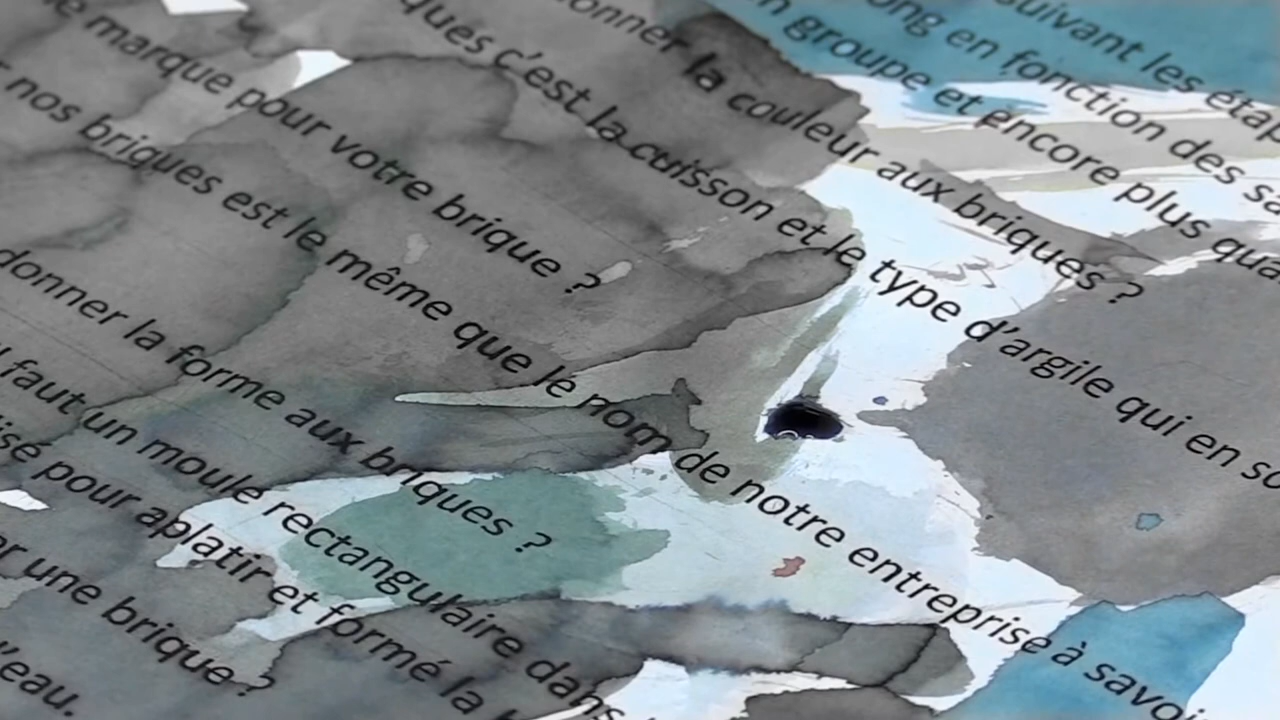 suivant les étap
ong en fonction des sa
n groupe et encore plus qua
onner la couleur aux briques ?
ques c'est la cuisson et le type d'argile qui en so
e marque pour votre brique ?
r nos briques est le même que le nom de notre entreprise à savoi
donner la forme aux briques ?
l faut un moule rectangulaire dans
isé pour aplatir et formé la
er une brique ?
'eau.